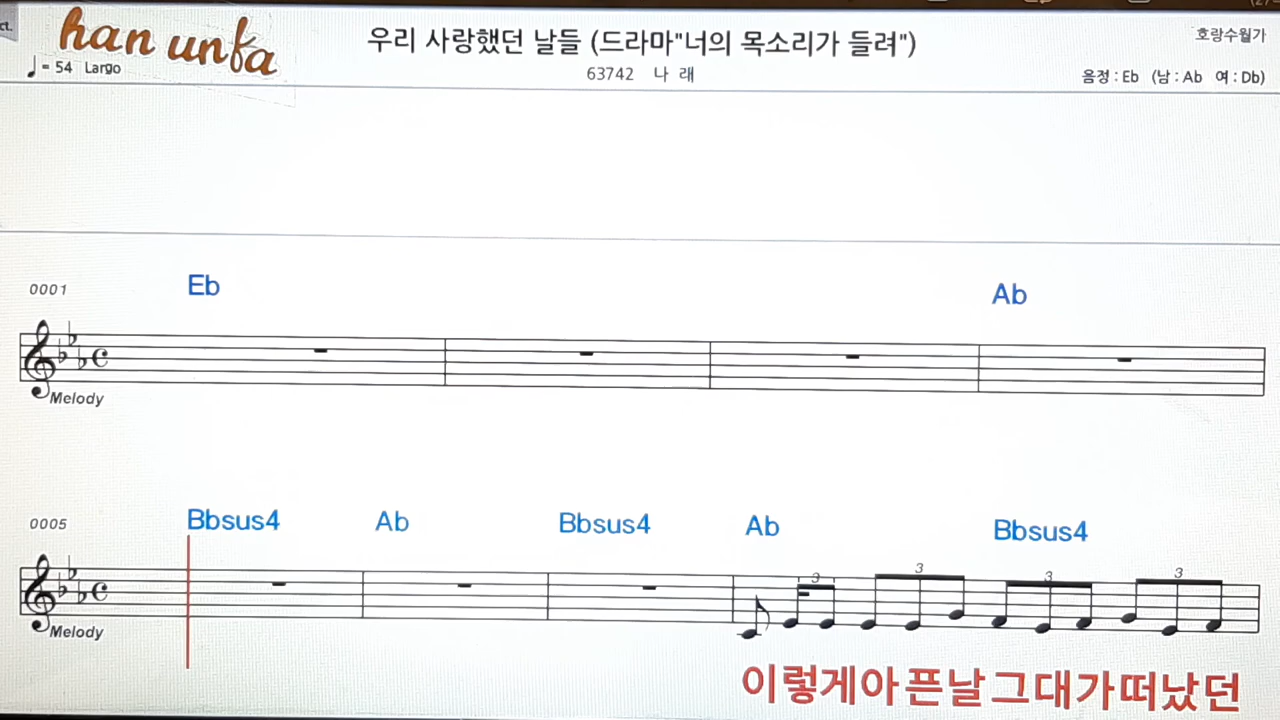 ct.
han unfa
우리 사랑했던 날들 (드라마"너의 목소리가 들려")
호랑수월가
♩= 54 Largo
63742 나 래
음정 : Eb (남 : Ab 여 : Db)
0001
Eb
Ab
Melody
0005
Bbsus4 Ab Bbsus4 Ab Bbsus4
3 3 3 3
Melody
이렇게아 픈날그대가떠났던